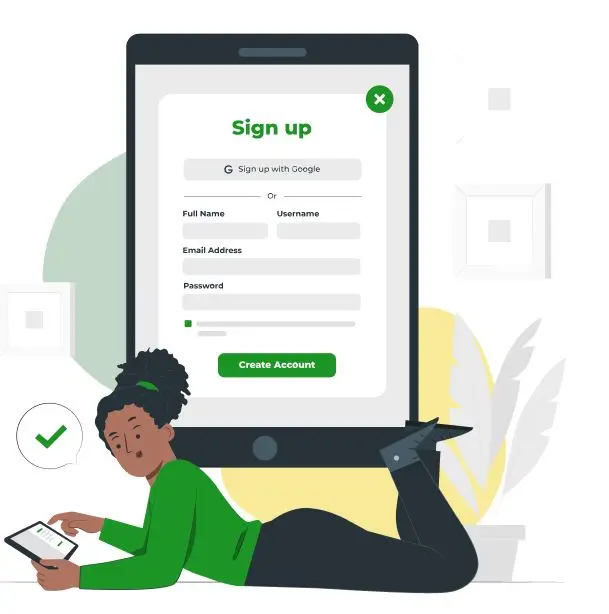 Sign up
G Sign up with Google
Or
Full Name Username
Email Address
Password
Create Account